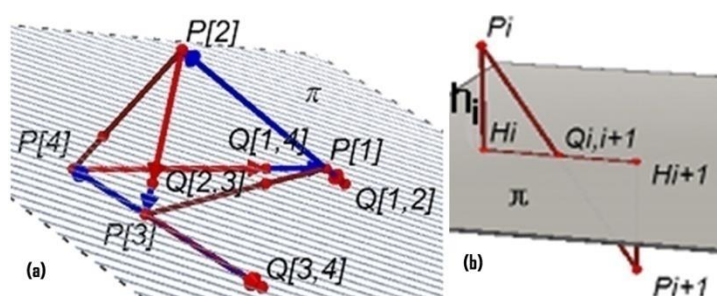 P[2]
π
P[4]
Q[1,4]
P[1]
Q[2,3]
Q[1,2]
P[3]
Q[3,4]
(a)
Pi
hi
Hi
Qi,i+1
Hi+1
π
Pi+1
(b)